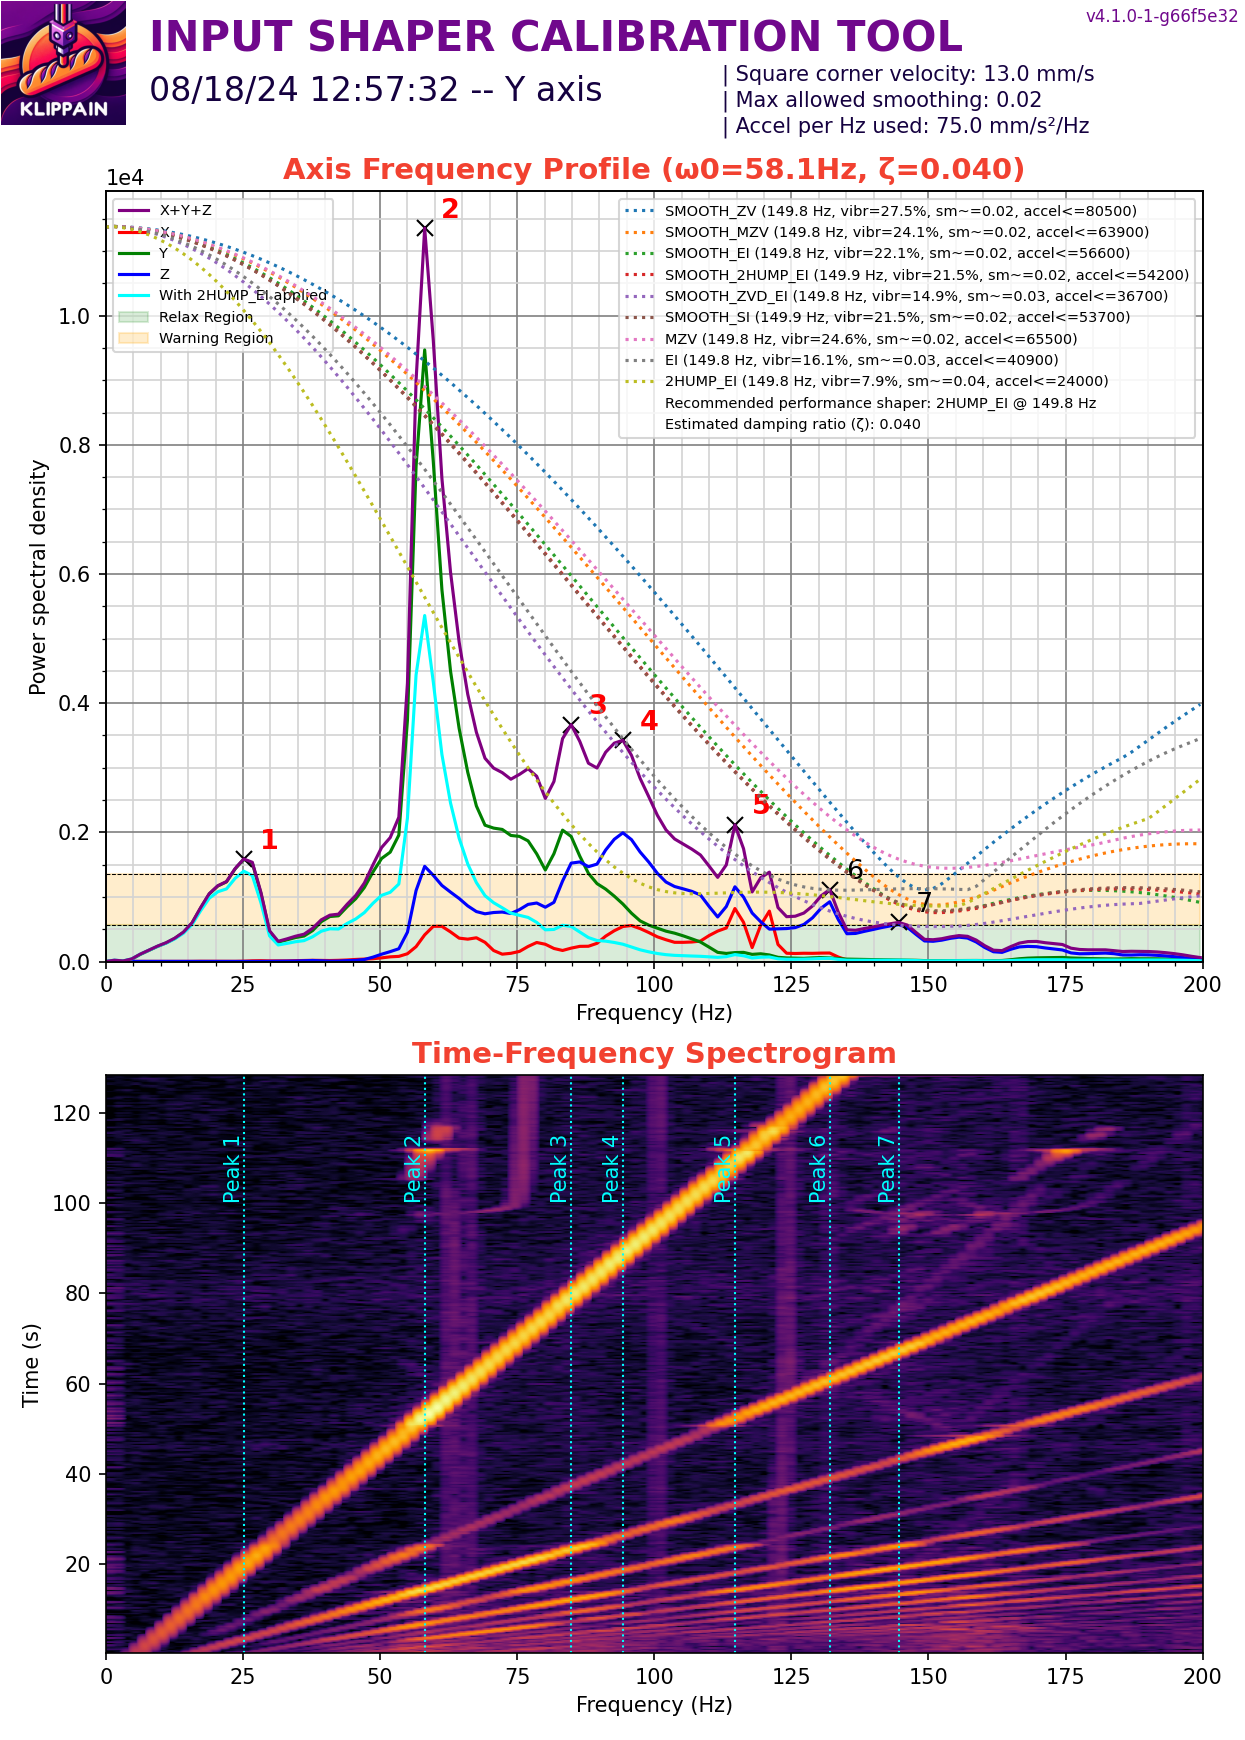 v4.1.0-1-g66f5e32
INPUT SHAPER CALIBRATION TOOL
08/18/24 12:57:32 -- Y axis
| Square corner velocity: 13.0 mm/s
| Max allowed smoothing: 0.02
| Accel per Hz used: 75.0 mm/s²/Hz
KLIPPAIN
Axis Frequency Profile (ω0=58.1Hz, ζ=0.040)
1e4
X+Y+Z
X
Y
Z
With 2HUMP_EI applied
Relax Region
Warning Region
SMOOTH_ZV (149.8 Hz, vibr=27.5%, sm~=0.02, accel<=80500)
SMOOTH_MZV (149.8 Hz, vibr=24.1%, sm~=0.02, accel<=63900)
SMOOTH_EI (149.8 Hz, vibr=22.1%, sm~=0.02, accel<=56600)
SMOOTH_2HUMP_EI (149.9 Hz, vibr=21.5%, sm~=0.02, accel<=54200)
SMOOTH_ZVD_EI (149.8 Hz, vibr=14.9%, sm~=0.03, accel<=36700)
SMOOTH_SI (149.9 Hz, vibr=21.5%, sm~=0.02, accel<=53700)
MZV (149.8 Hz, vibr=24.6%, sm~=0.02, accel<=65500)
EI (149.8 Hz, vibr=16.1%, sm~=0.03, accel<=40900)
2HUMP_EI (149.8 Hz, vibr=7.9%, sm~=0.04, accel<=24000)
Recommended performance shaper: 2HUMP_EI @ 149.8 Hz
Estimated damping ratio (ζ): 0.040
1
2
3
4
5
6
7
Power spectral density
1.0
0.8
0.6
0.4
0.2
0.0
0 25 50 75 100 125 150 175 200
Frequency (Hz)
Time-Frequency Spectrogram
Peak 1
Peak 2
Peak 3
Peak 4
Peak 5
Peak 6
Peak 7
Time (s)
120
100
80
60
40
20
0 25 50 75 100 125 150 175 200
Frequency (Hz)